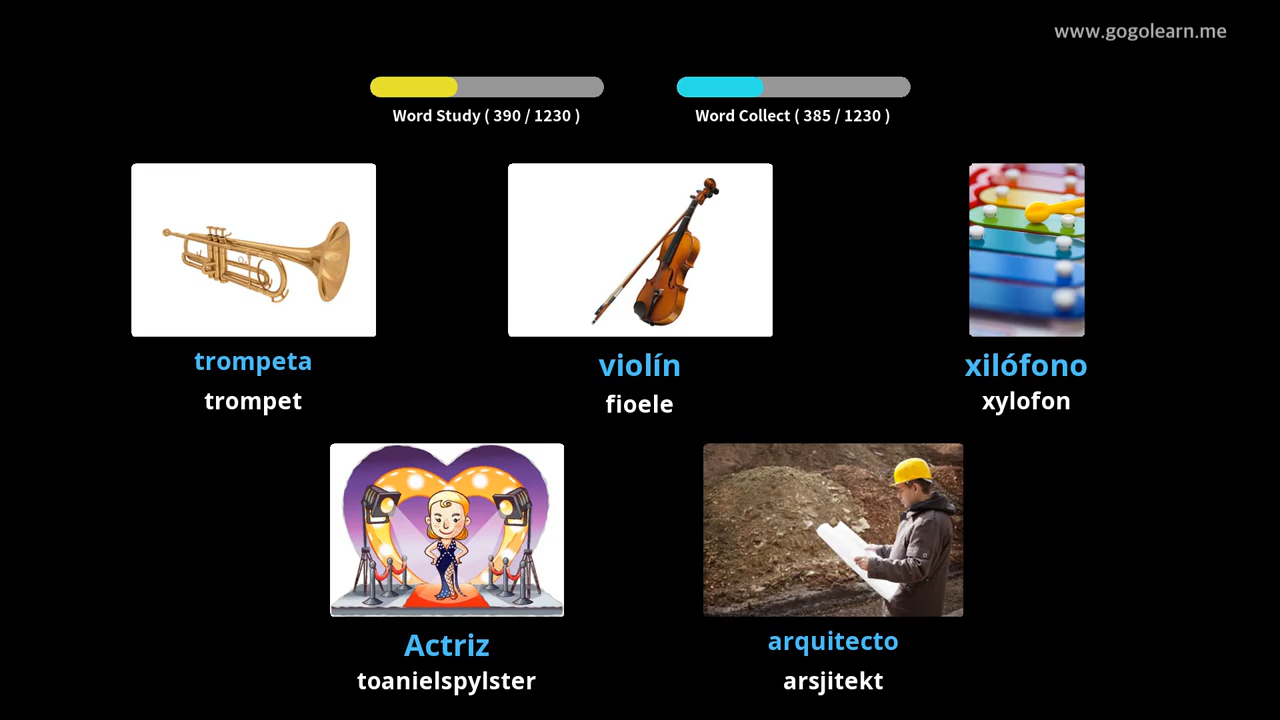 www.gogolearn.me
Word Study ( 390 / 1230 )
Word Collect ( 385 / 1230 )
trompeta
trompet
violín
fioele
xilófono
xylofon
Actriz
toanielspylster
arquitecto
arsjitekt